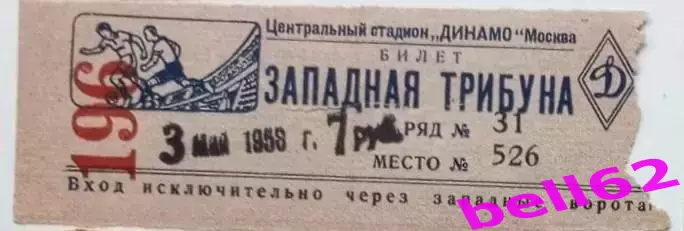 Центральный стадион „ДИНАМО" Москва
БИЛЕТ
ЗАПАДНАЯ ТРИБУНА
Д
196
3 май 1958 г. 7 руб РЯД № 31
МЕСТО № 526
Вход исключительно через западные ворота
bell62